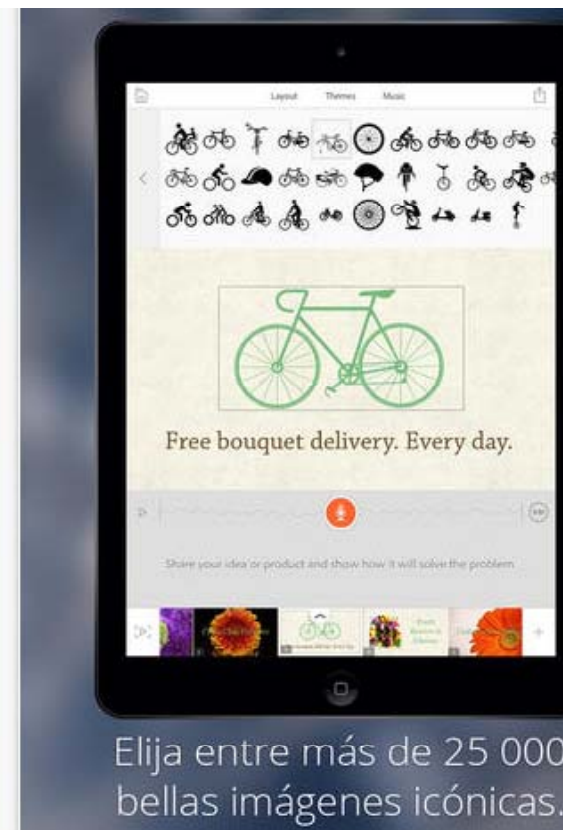 Layout Themes Music
Free bouquet delivery. Every day.
Share your idea or product and show how it will solve the problem
Elija entre más de 25 000
bellas imágenes icónicas.